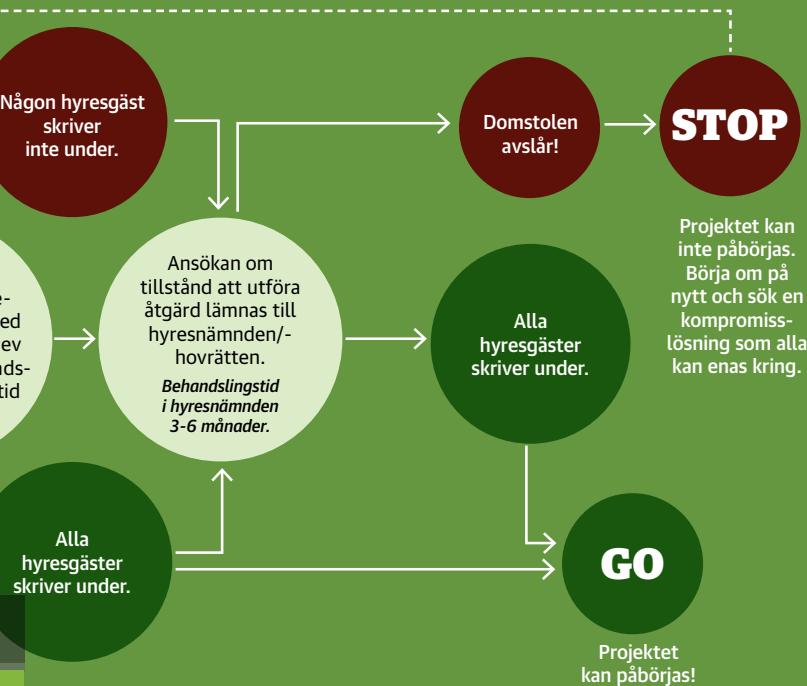 Någon hyresgäst
skriver
inte under.
Domstolen
avslår!
STOP
Projektet kan
inte påbörjas.
Börja om på
nytt och sök en
kompromiss-
lösning som alla
kan enas kring.
Ansökan om
tillstånd att utföra
åtgärd lämnas till
hyresnämnden/-
hovrätten.
Behandlingstid
i hyresnämnden
3-6 månader.
Alla
hyresgäster
skriver under.
Alla
hyresgäster
skriver under.
GO
Projektet
kan påbörjas!